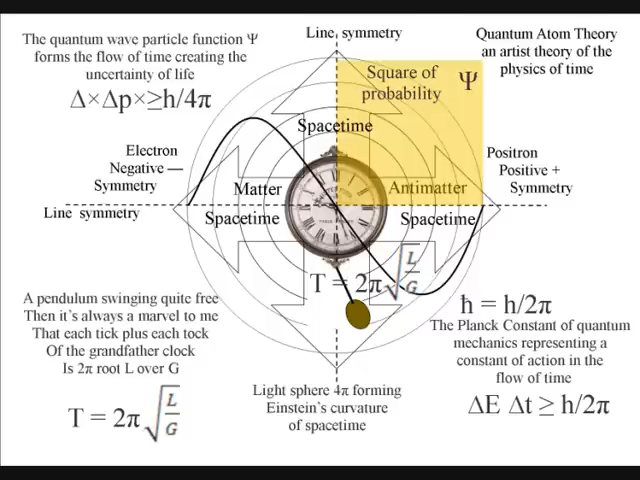 The quantum wave particle function Ψ
forms the flow of time creating the
uncertainty of life
Δ×Δp×≥h/4π
Line symmetry
Quantum Atom Theory
an artist theory of the
physics of time
Square of
probability
Ψ
Spacetime
Electron
Negative —
Symmetry
Positron
Positive +
Symmetry
Matter
Antimatter
Line symmetry
Spacetime
Spacetime
T = 2π√L/G
A pendulum swinging quite free
Then it's always a marvel to me
That each tick plus each tock
Of the grandfather clock
Is 2π root L over G
T = 2π√L/G
Light sphere 4π forming
Einstein's curvature
of spacetime
ħ = h/2π
The Planck Constant of quantum
mechanics representing a
constant of action in the
flow of time
ΔE Δt ≥ h/2π